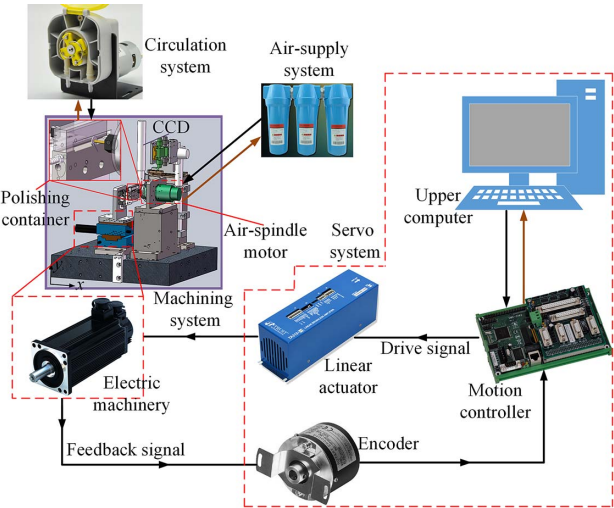 Circulation
system
Air-supply
system
CCD
Polishing
container
Air-spindle
motor
Servo
system
Upper
computer
y
x
Machining
system
Drive signal
Linear
actuator
Electric
machinery
Motion
controller
Feedback signal
Encoder